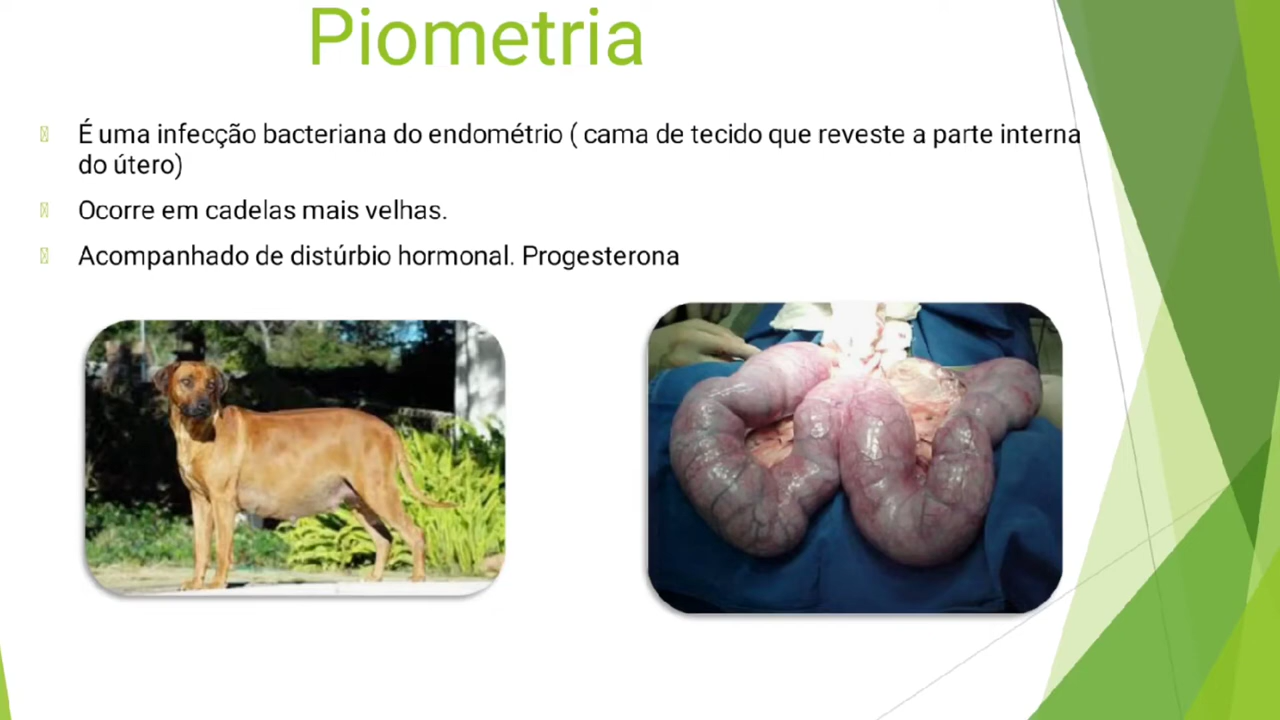 Piometria
É uma infecção bacteriana do endométrio ( cama de tecido que reveste a parte interna
do útero)
Ocorre em cadelas mais velhas.
Acompanhado de distúrbio hormonal. Progesterona